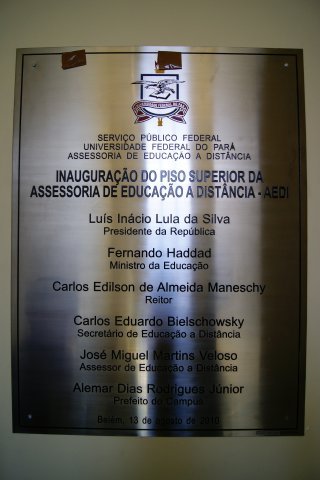 SERVIÇO PÚBLICO FEDERAL
UNIVERSIDADE FEDERAL DO PARÁ
ASSESSORIA DE EDUCAÇÃO A DISTÂNCIA
INAUGURAÇÃO DO PISO SUPERIOR DA
ASSESSORIA DE EDUCAÇÃO A DISTÂNCIA - AEDI
Luís Inácio Lula da Silva
Presidente da República
Fernando Haddad
Ministro da Educação
Carlos Edilson de Almeida Maneschy
Reitor
Carlos Eduardo Bielschowsky
Secretário de Educação a Distância
José Miguel Martins Veloso
Assessor de Educação a Distância
Alemar Dias Rodrigues Júnior
Prefeito do Campus
Belém, 13 de agosto de 2010